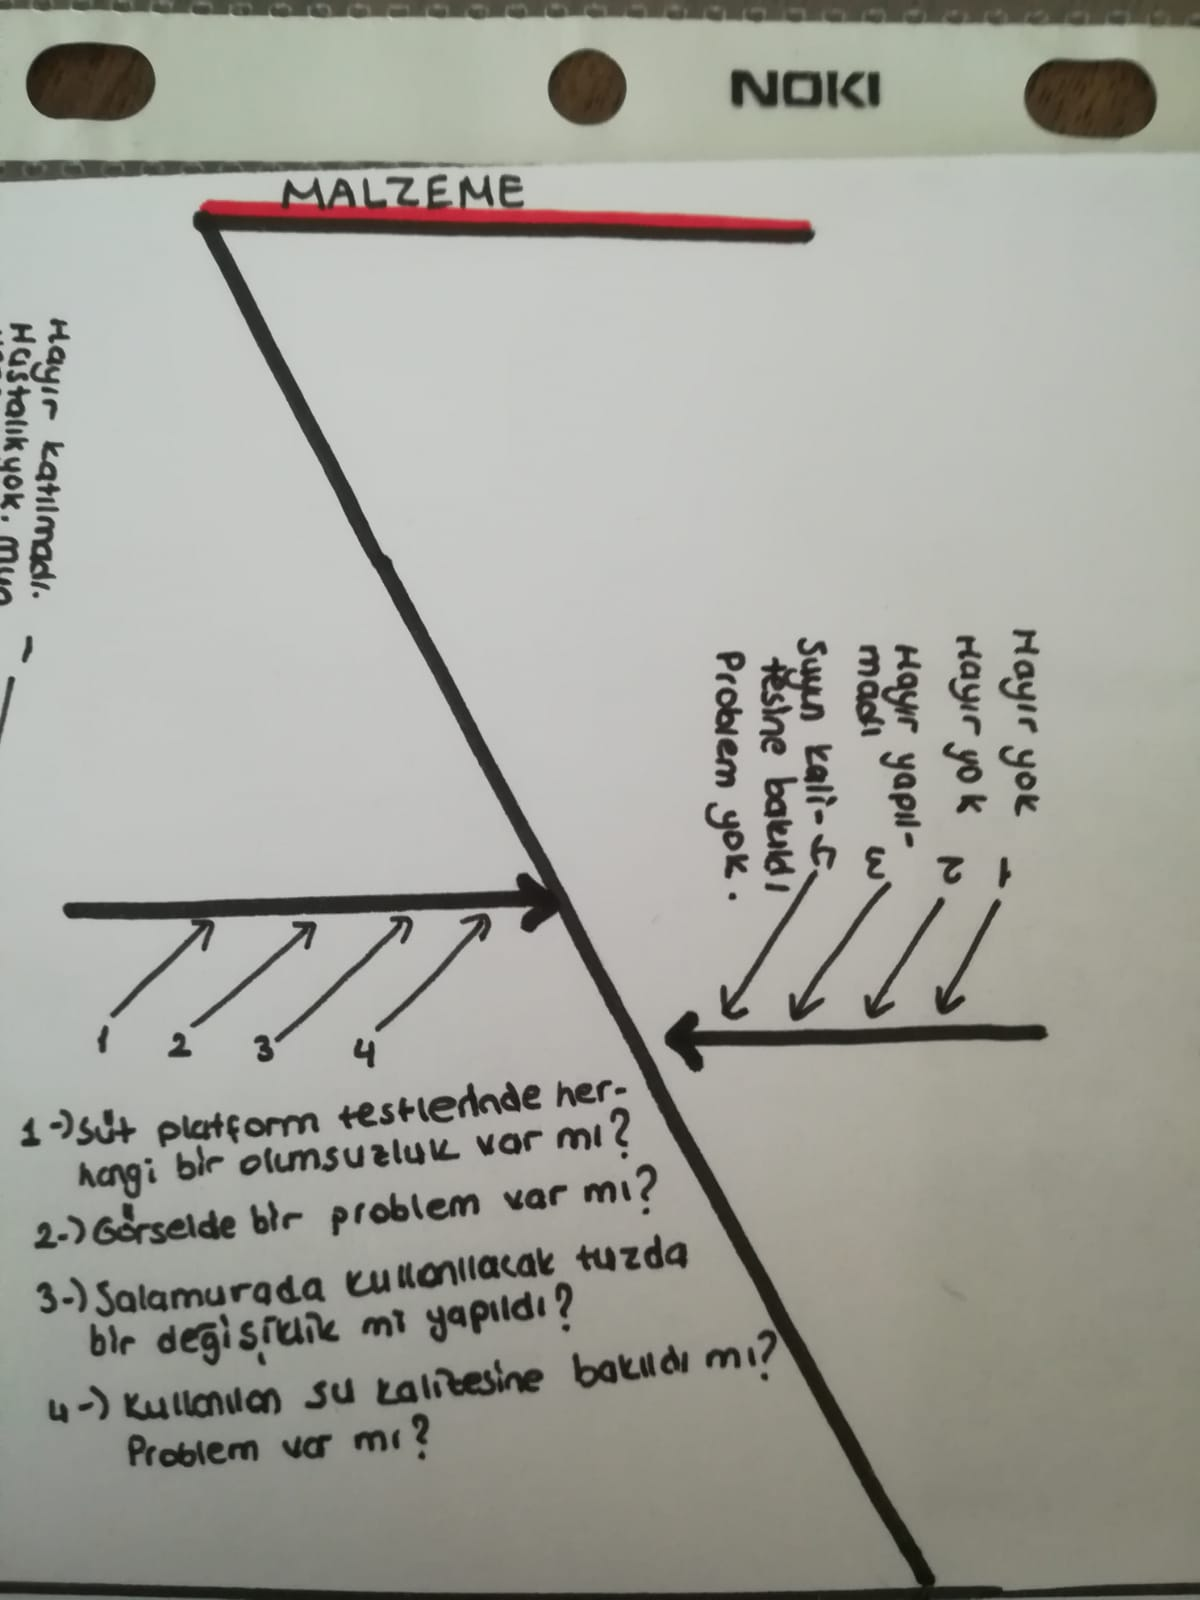 NOKI
MALZEME
Hayır katılmadı. -
Hastalık yok.
Hayır yok 1
Hayır yok 2
Hayır yapıl-
madı 3
Suyun kali- 4
tesine bakıldı
Problem yok.
1 2 3 4
1-) Süt platform testlerinde her-
hangi bir olumsuzluk var mı?
2-) Görselde bir problem var mı?
3-) Salamurada kullanılacak tuzda
bir değişiklik mi yapıldı?
4-) Kullanılan su kalitesine bakıldı mı?
Problem var mı?